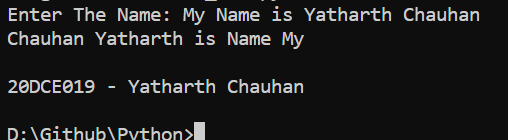 Enter The Name: My Name is Yatharth Chauhan
Chauhan Yatharth is Name My
20DCE019 - Yatharth Chauhan
D:\Github\Python>